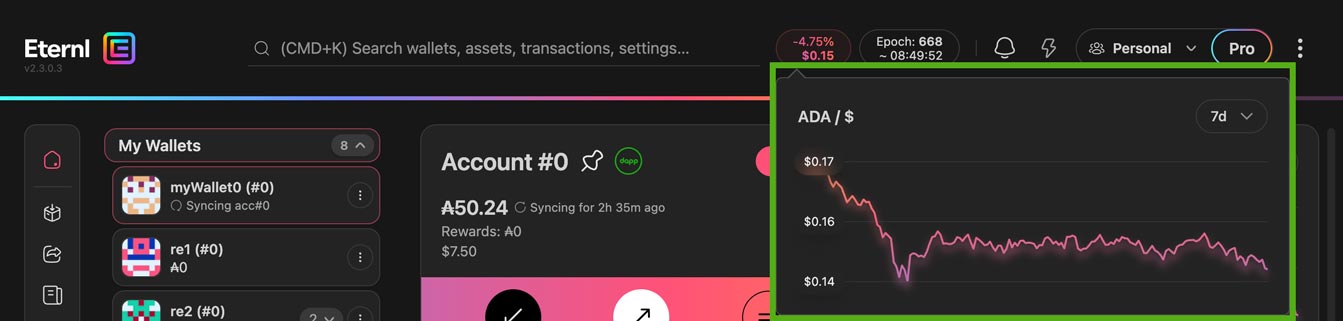 Eternl
v2.3.0.3
(CMD+K) Search wallets, assets, transactions, settings...
-4.75%
$0.15
Epoch: 668
~ 08:49:52
Personal
Pro
My Wallets
8
myWallet0 (#0)
Syncing acc#0
re1 (#0)
₳0
re2 (#0)
2
Account #0
dapp
₳50.24
Syncing for 2h 35m ago
Rewards: ₳0
$7.50
ADA / $
7d
$0.17
$0.16
$0.14